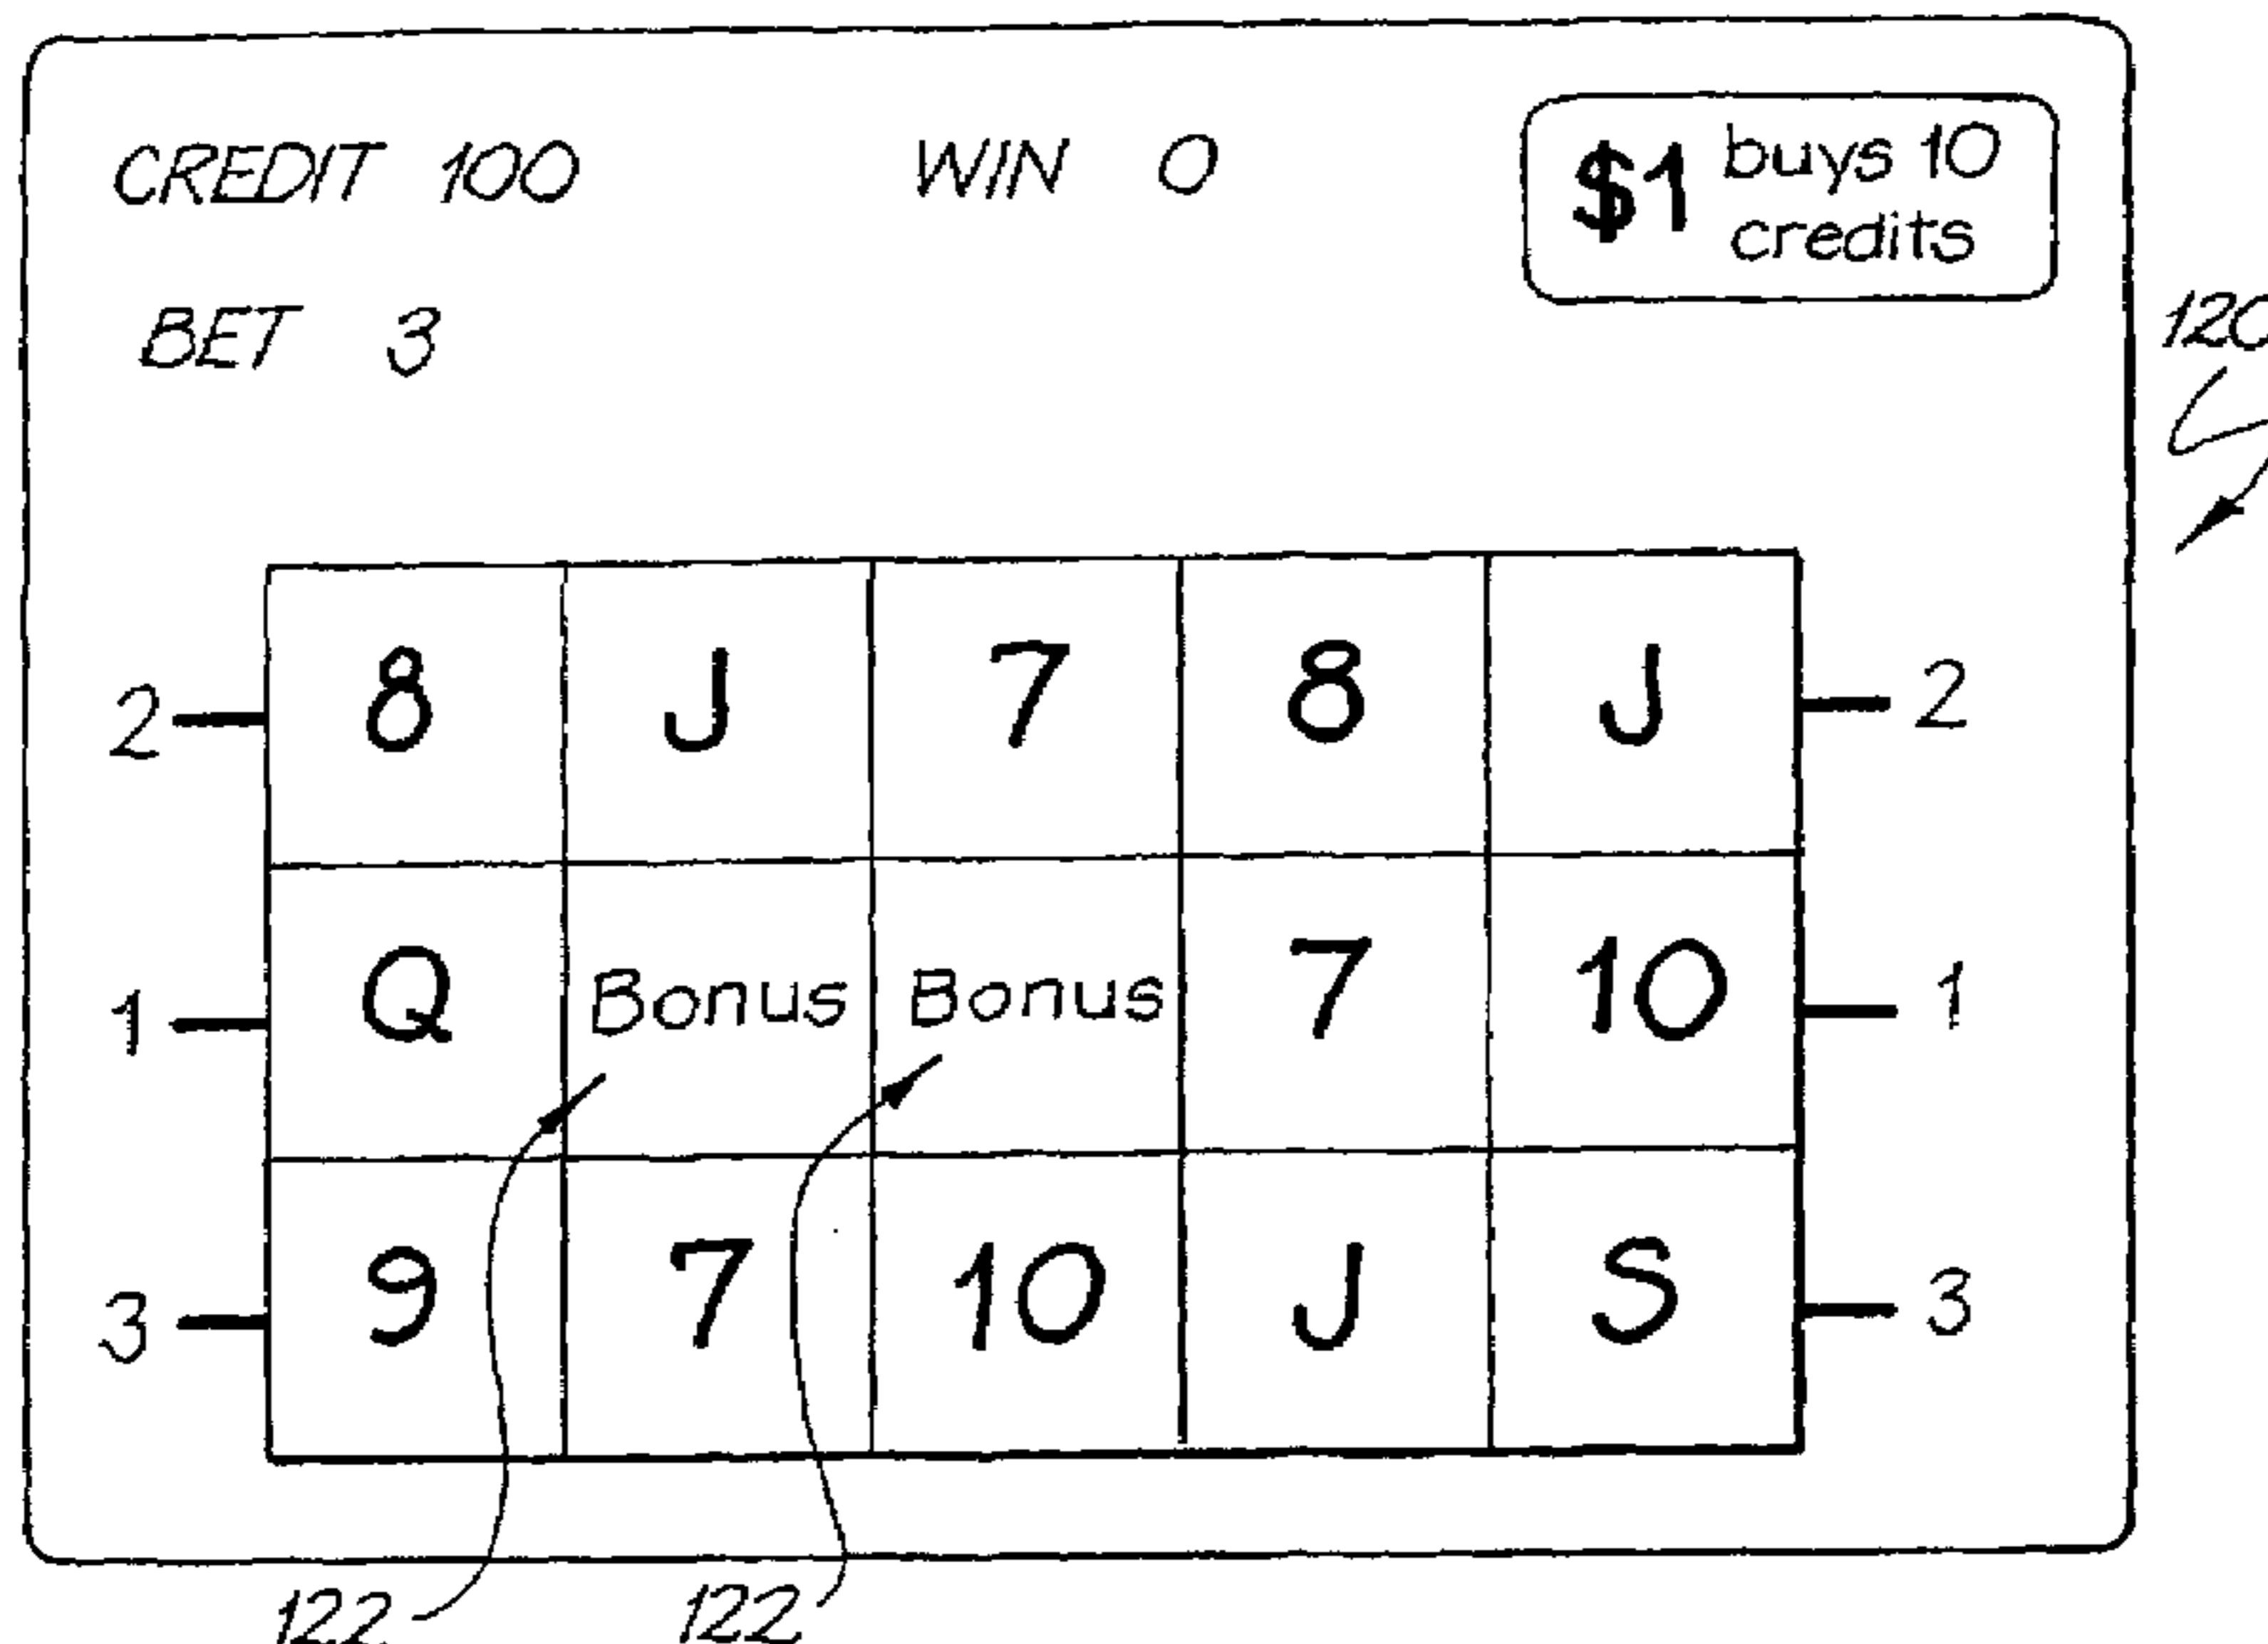 CREDIT 100 WIN 0 $1 buys 10
credits
BET 3
120
2 8 J 7 8 J 2
1 Q Bonus Bonus 7 10 1
3 9 7 10 J S 3
122 122